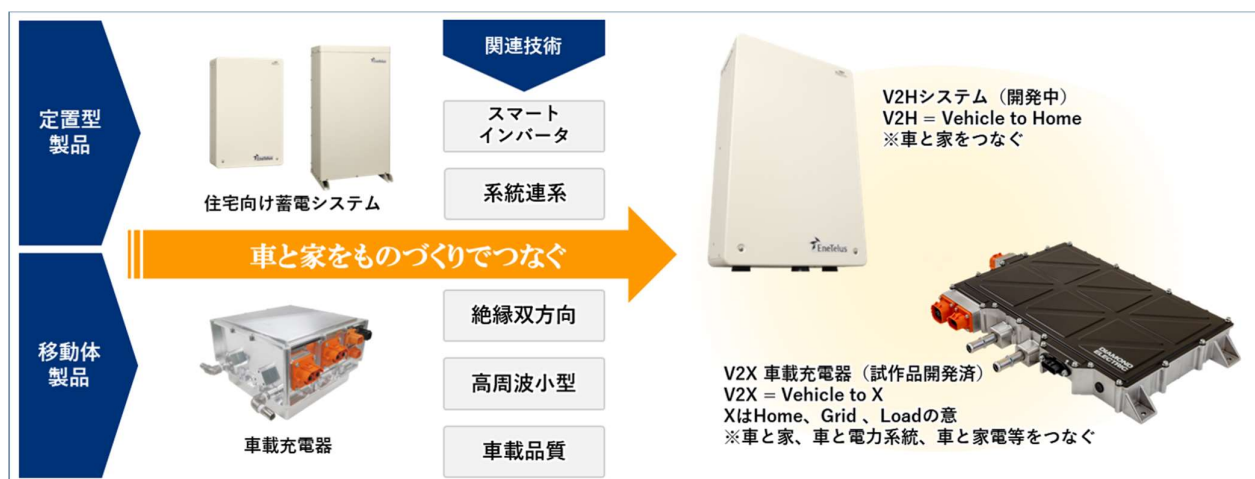 定置型
製品
住宅向け蓄電システム
関連技術
スマート
インバータ
系統連系
車と家をものづくりでつなぐ
移動体
製品
車載充電器
絶縁双方向
高周波小型
車載品質
EneTelus
V2Hシステム（開発中）
V2H = Vehicle to Home
※車と家をつなぐ
DIAMOND
ELECTRIC
V2X 車載充電器（試作品開発済）
V2X = Vehicle to X
XはHome、Grid 、Loadの意
※車と家、車と電力系統、車と家電等をつなぐ